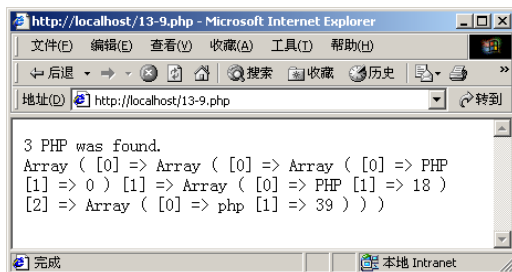 http://localhost/13-9.php - Microsoft Internet Explorer
文件(F) 编辑(E) 查看(V) 收藏(A) 工具(T) 帮助(H)
后退 搜索 收藏 历史 »
地址(D) http://localhost/13-9.php 转到
3 PHP was found.
Array ( [0] => Array ( [0] => Array ( [0] => PHP
[1] => 0 ) [1] => Array ( [0] => PHP [1] => 18 )
[2] => Array ( [0] => php [1] => 39 ) ) )
完成 本地 Intranet